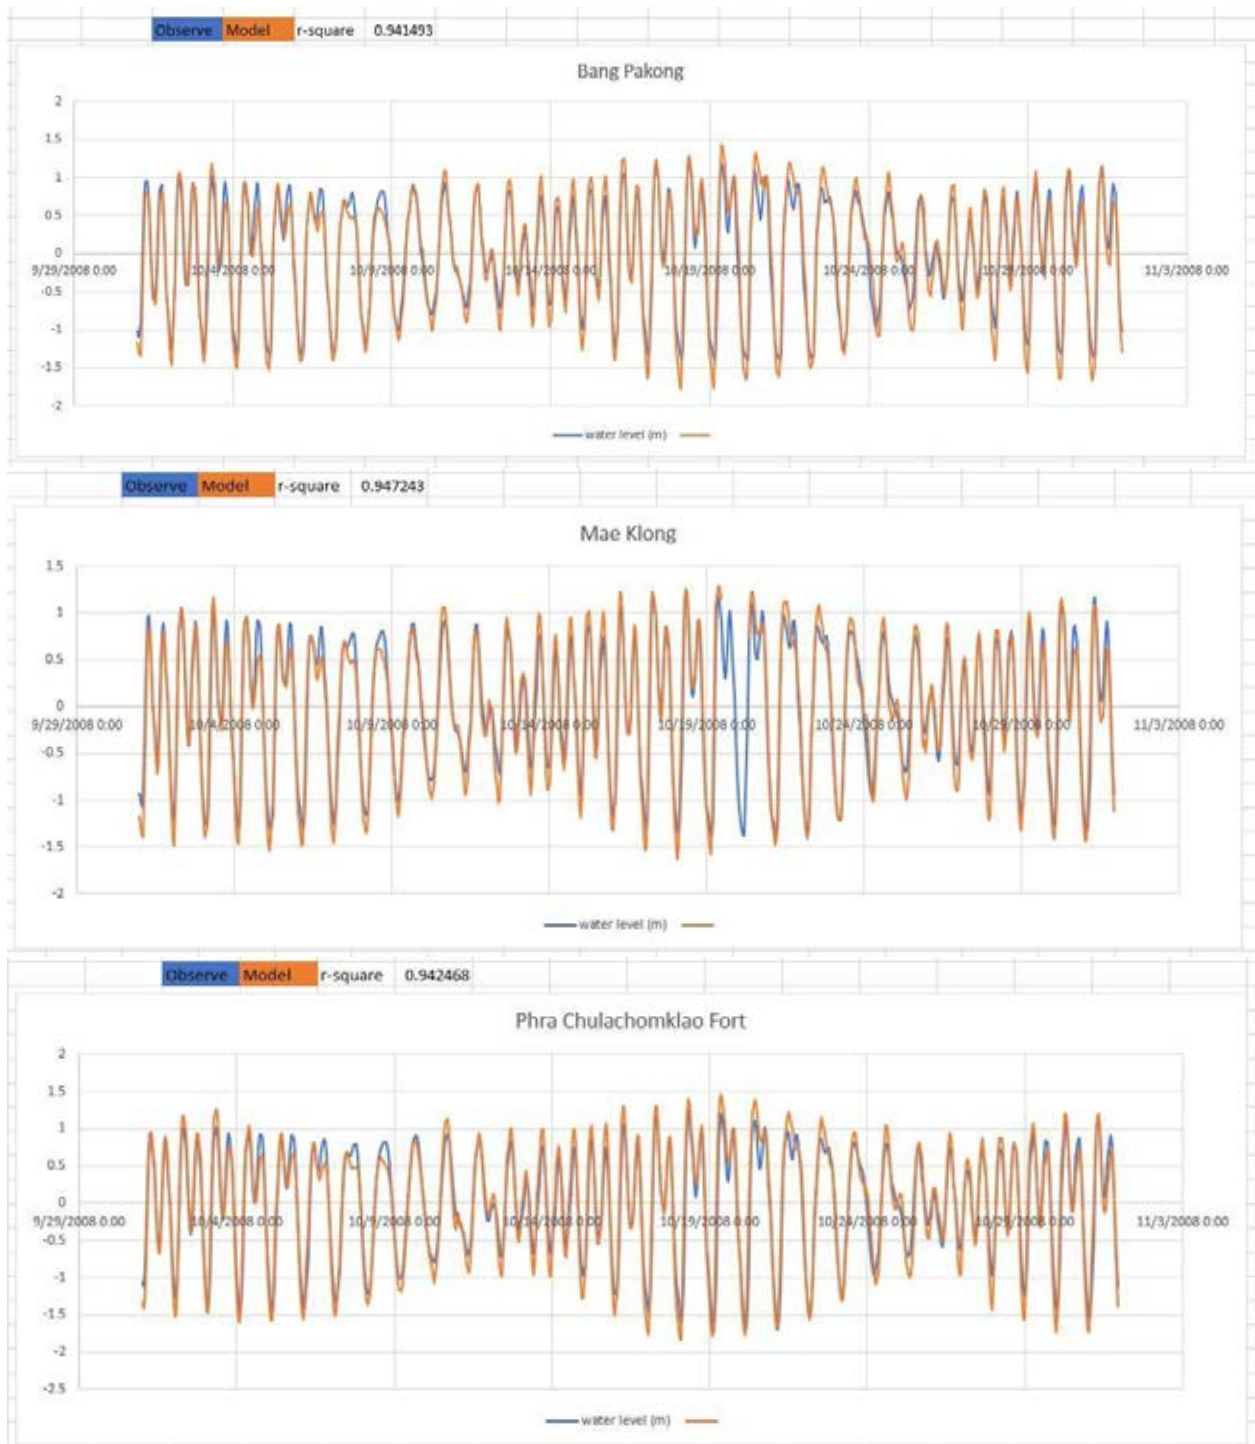 Observe Model r-square 0.941493
Bang Pakong
2
1.5
1
0.5
0
9/29/2008 0:00 10/4/2008 0:00 10/9/2008 0:00 10/14/2008 0:00 10/19/2008 0:00 10/24/2008 0:00 10/29/2008 0:00 11/3/2008 0:00
-0.5
-1
-1.5
-2
water level (m)
Observe Model r-square 0.947243
Mae Klong
1.5
1
0.5
0
9/29/2008 0:00 10/4/2008 0:00 10/9/2008 0:00 10/14/2008 0:00 10/19/2008 0:00 10/24/2008 0:00 10/29/2008 0:00 11/3/2008 0:00
-0.5
-1
-1.5
-2
water level (m)
Observe Model r-square 0.942468
Phra Chulachomklao Fort
2
1.5
1
0.5
0
9/29/2008 0:00 10/4/2008 0:00 10/9/2008 0:00 10/14/2008 0:00 10/19/2008 0:00 10/24/2008 0:00 10/29/2008 0:00 11/3/2008 0:00
-0.5
-1
-1.5
-2
-2.5
water level (m)